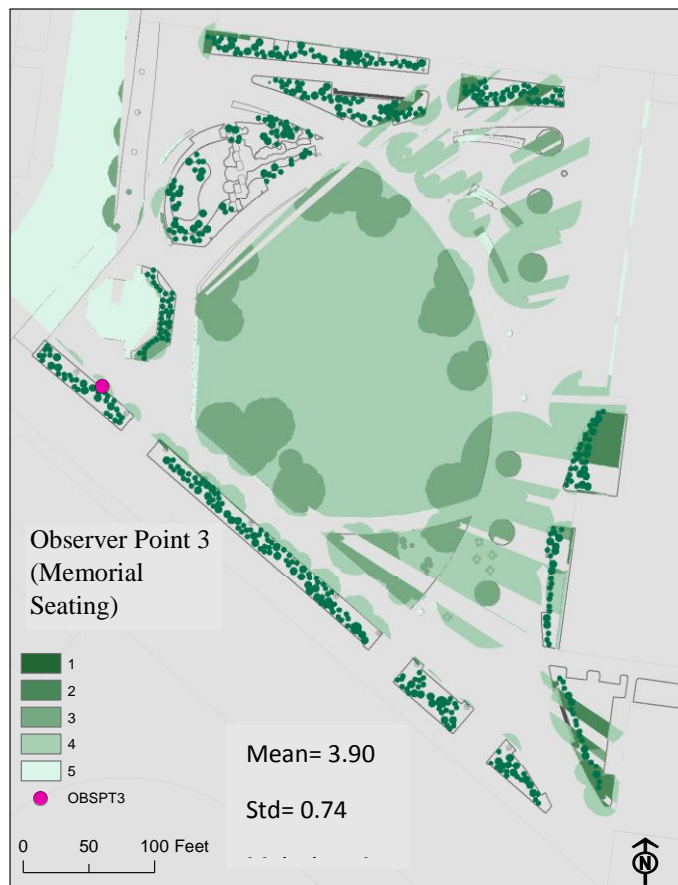 Observer Point 3
(Memorial
Seating)
1
2
3
4
5
OBSPT3
Mean= 3.90
Std= 0.74
0 50 100 Feet
N